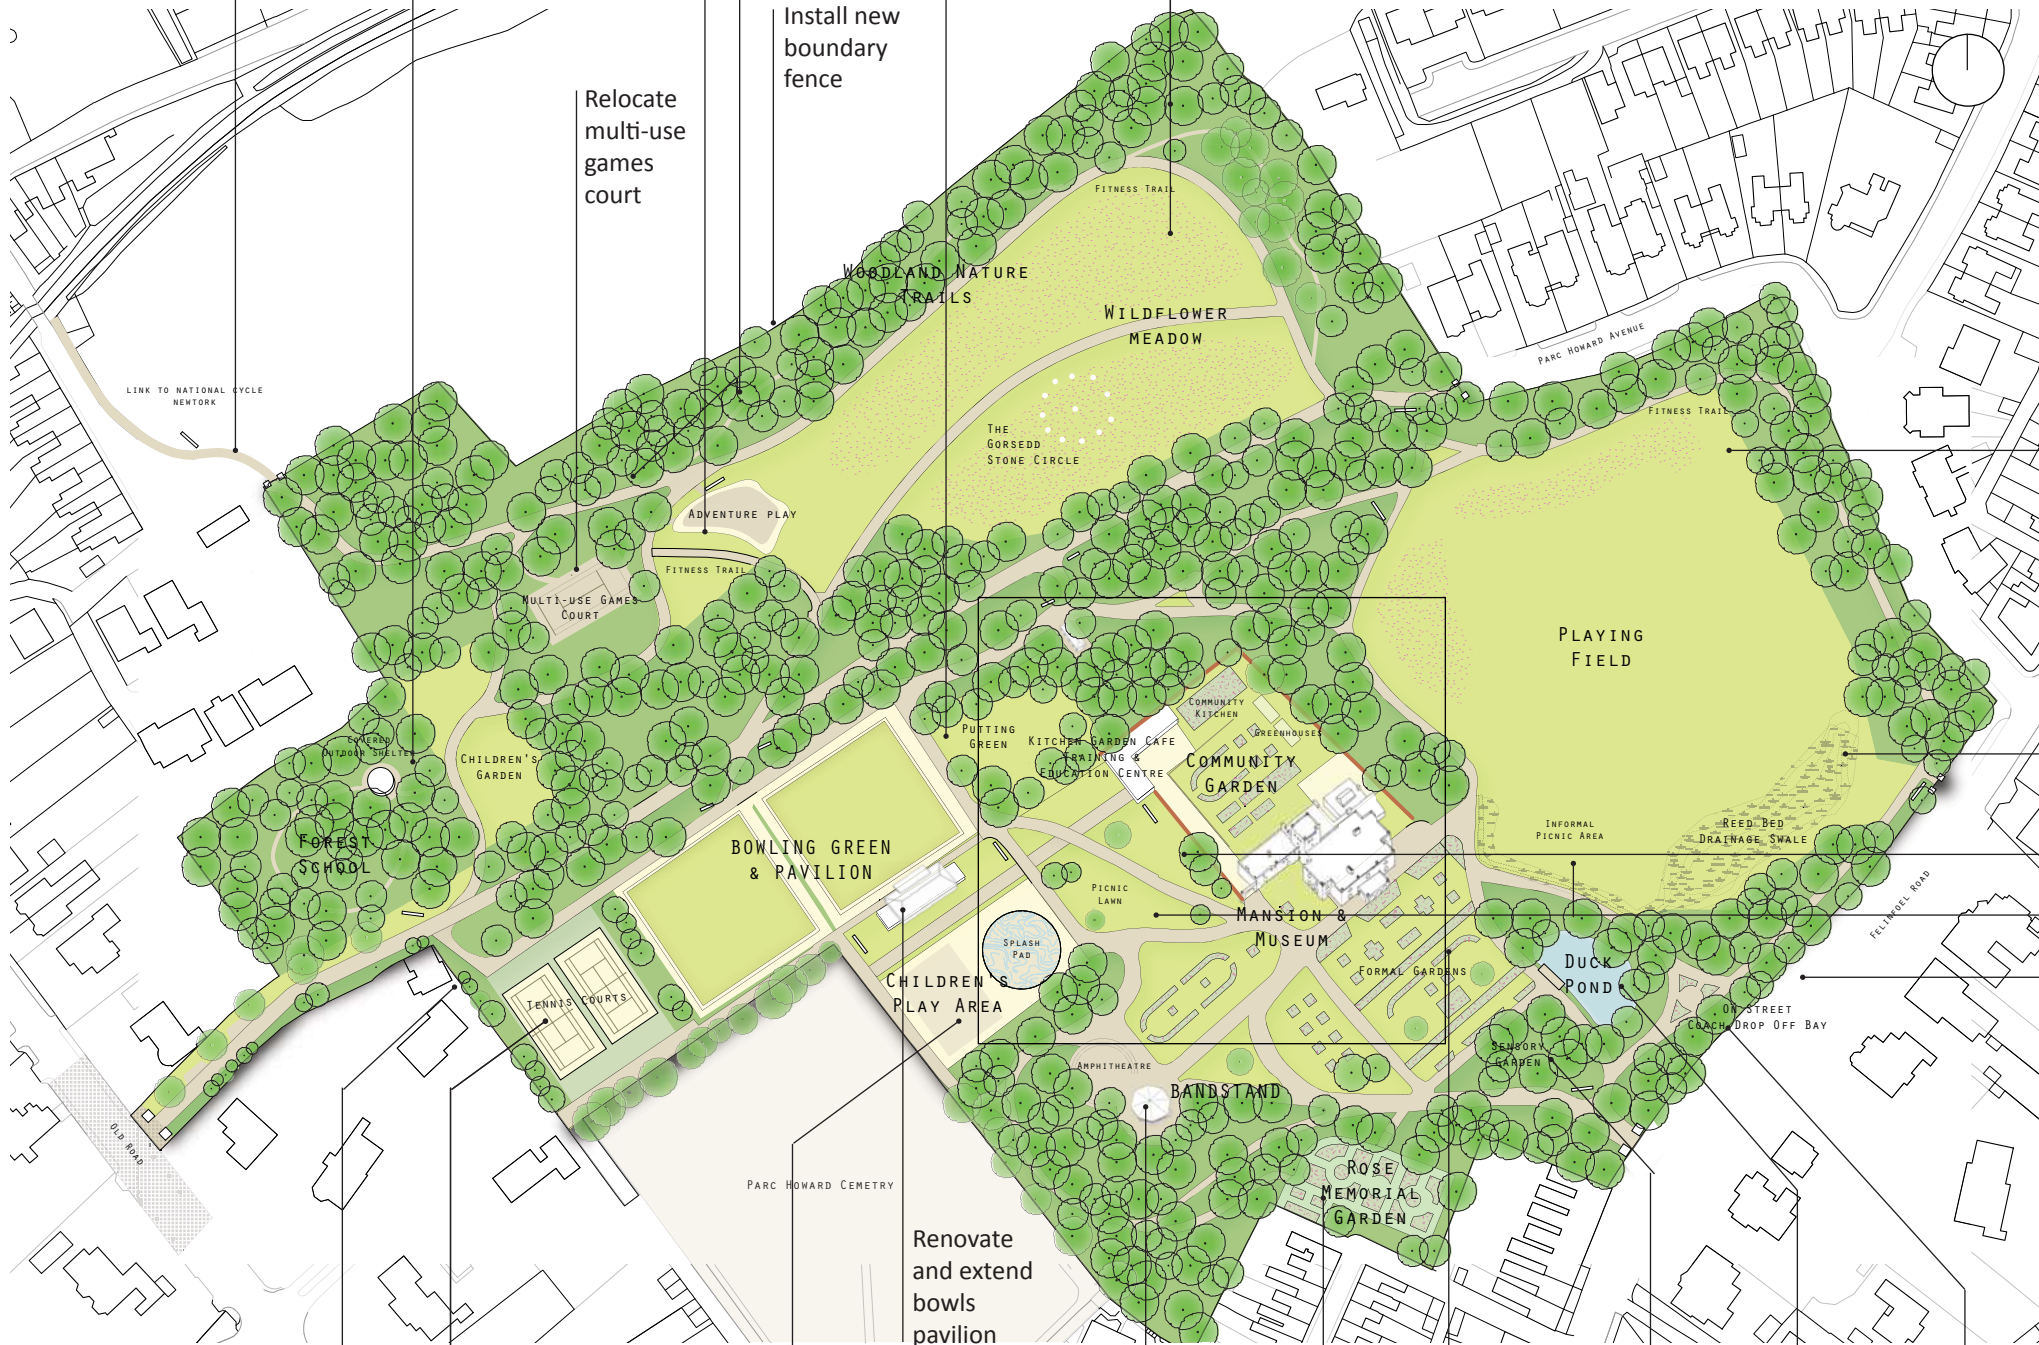 Install new
boundary
fence
Relocate
multi-use
games
court
FITNESS TRAIL
WOODLAND NATURE
TRAILS
WILDFLOWER
MEADOW
PARC HOWARD AVENUE
LINK TO NATIONAL CYCLE
NEWTORK
FITNESS TRAIL
THE
GORSEDD
STONE CIRCLE
ADVENTURE PLAY
FITNESS TRAIL
MULTI-USE GAMES
COURT
PLAYING
FIELD
COMMUNITY
KITCHEN
GREENHOUSES
PUTTING
GREEN
KITCHEN GARDEN CAFE
TRAINING &
EDUCATION CENTRE
COMMUNITY
GARDEN
COVERED
OUTDOOR SHELTER
CHILDREN'S
GARDEN
FOREST
SCHOOL
BOWLING GREEN
& PAVILION
INFORMAL
PICNIC AREA
REED BED
DRAINAGE SWALE
FELINFOEL ROAD
PICNIC
LAWN
MANSION &
MUSEUM
SPLASH
PAD
CHILDREN'S
PLAY AREA
FORMAL GARDENS
DUCK
POND
TENNIS COURTS
ON-STREET
COACH DROP OFF BAY
SENSORY
GARDEN
AMPHITHEATRE
BANDSTAND
OLD ROAD
PARC HOWARD CEMETRY
ROSE
MEMORIAL
GARDEN
Renovate
and extend
bowls
pavilion